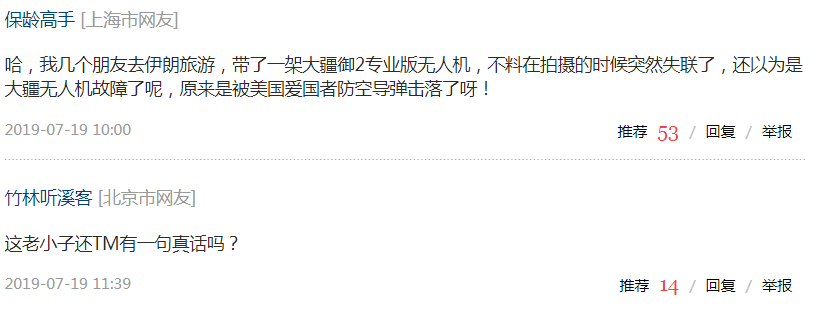 保龄高手 [上海市网友]
哈，我几个朋友去伊朗旅游，带了一架大疆御2专业版无人机，不料在拍摄的时候突然失联了，还以为是
大疆无人机故障了呢，原来是被美国爱国者防空导弹击落了呀！
2019-07-19 10:00 推荐 53 / 回复 / 举报
竹林听溪客 [北京市网友]
这老小子还TM有一句真话吗？
2019-07-19 11:39 推荐 14 / 回复 / 举报